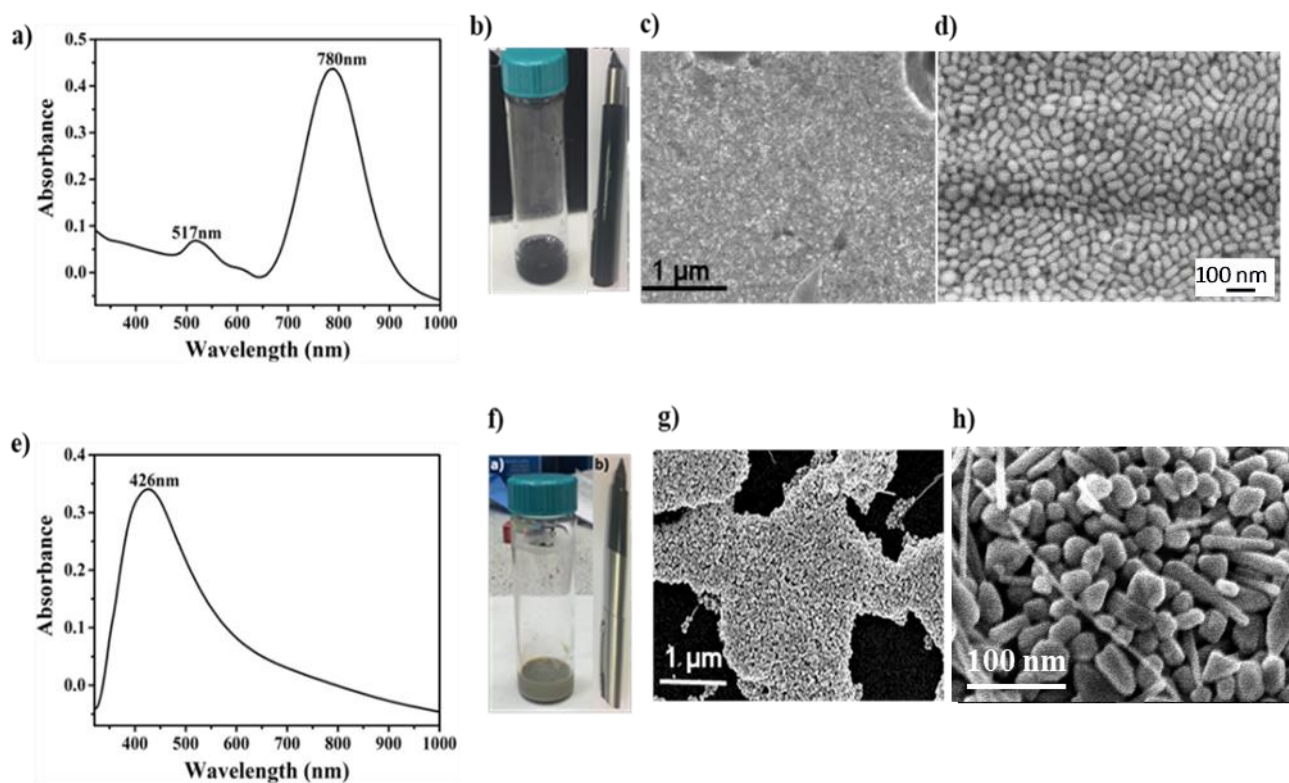 a)
0.5
0.4
0.3
0.2
0.1
0.0
780nm
517nm
400 500 600 700 800 900 1000
Absorbance
Wavelength (nm)
b)
c)
1 µm
d)
100 nm
e)
0.4
0.3
0.2
0.1
0.0
426nm
400 500 600 700 800 900 1000
Absorbance
Wavelength (nm)
f)
a)
b)
g)
1 µm
h)
100 nm